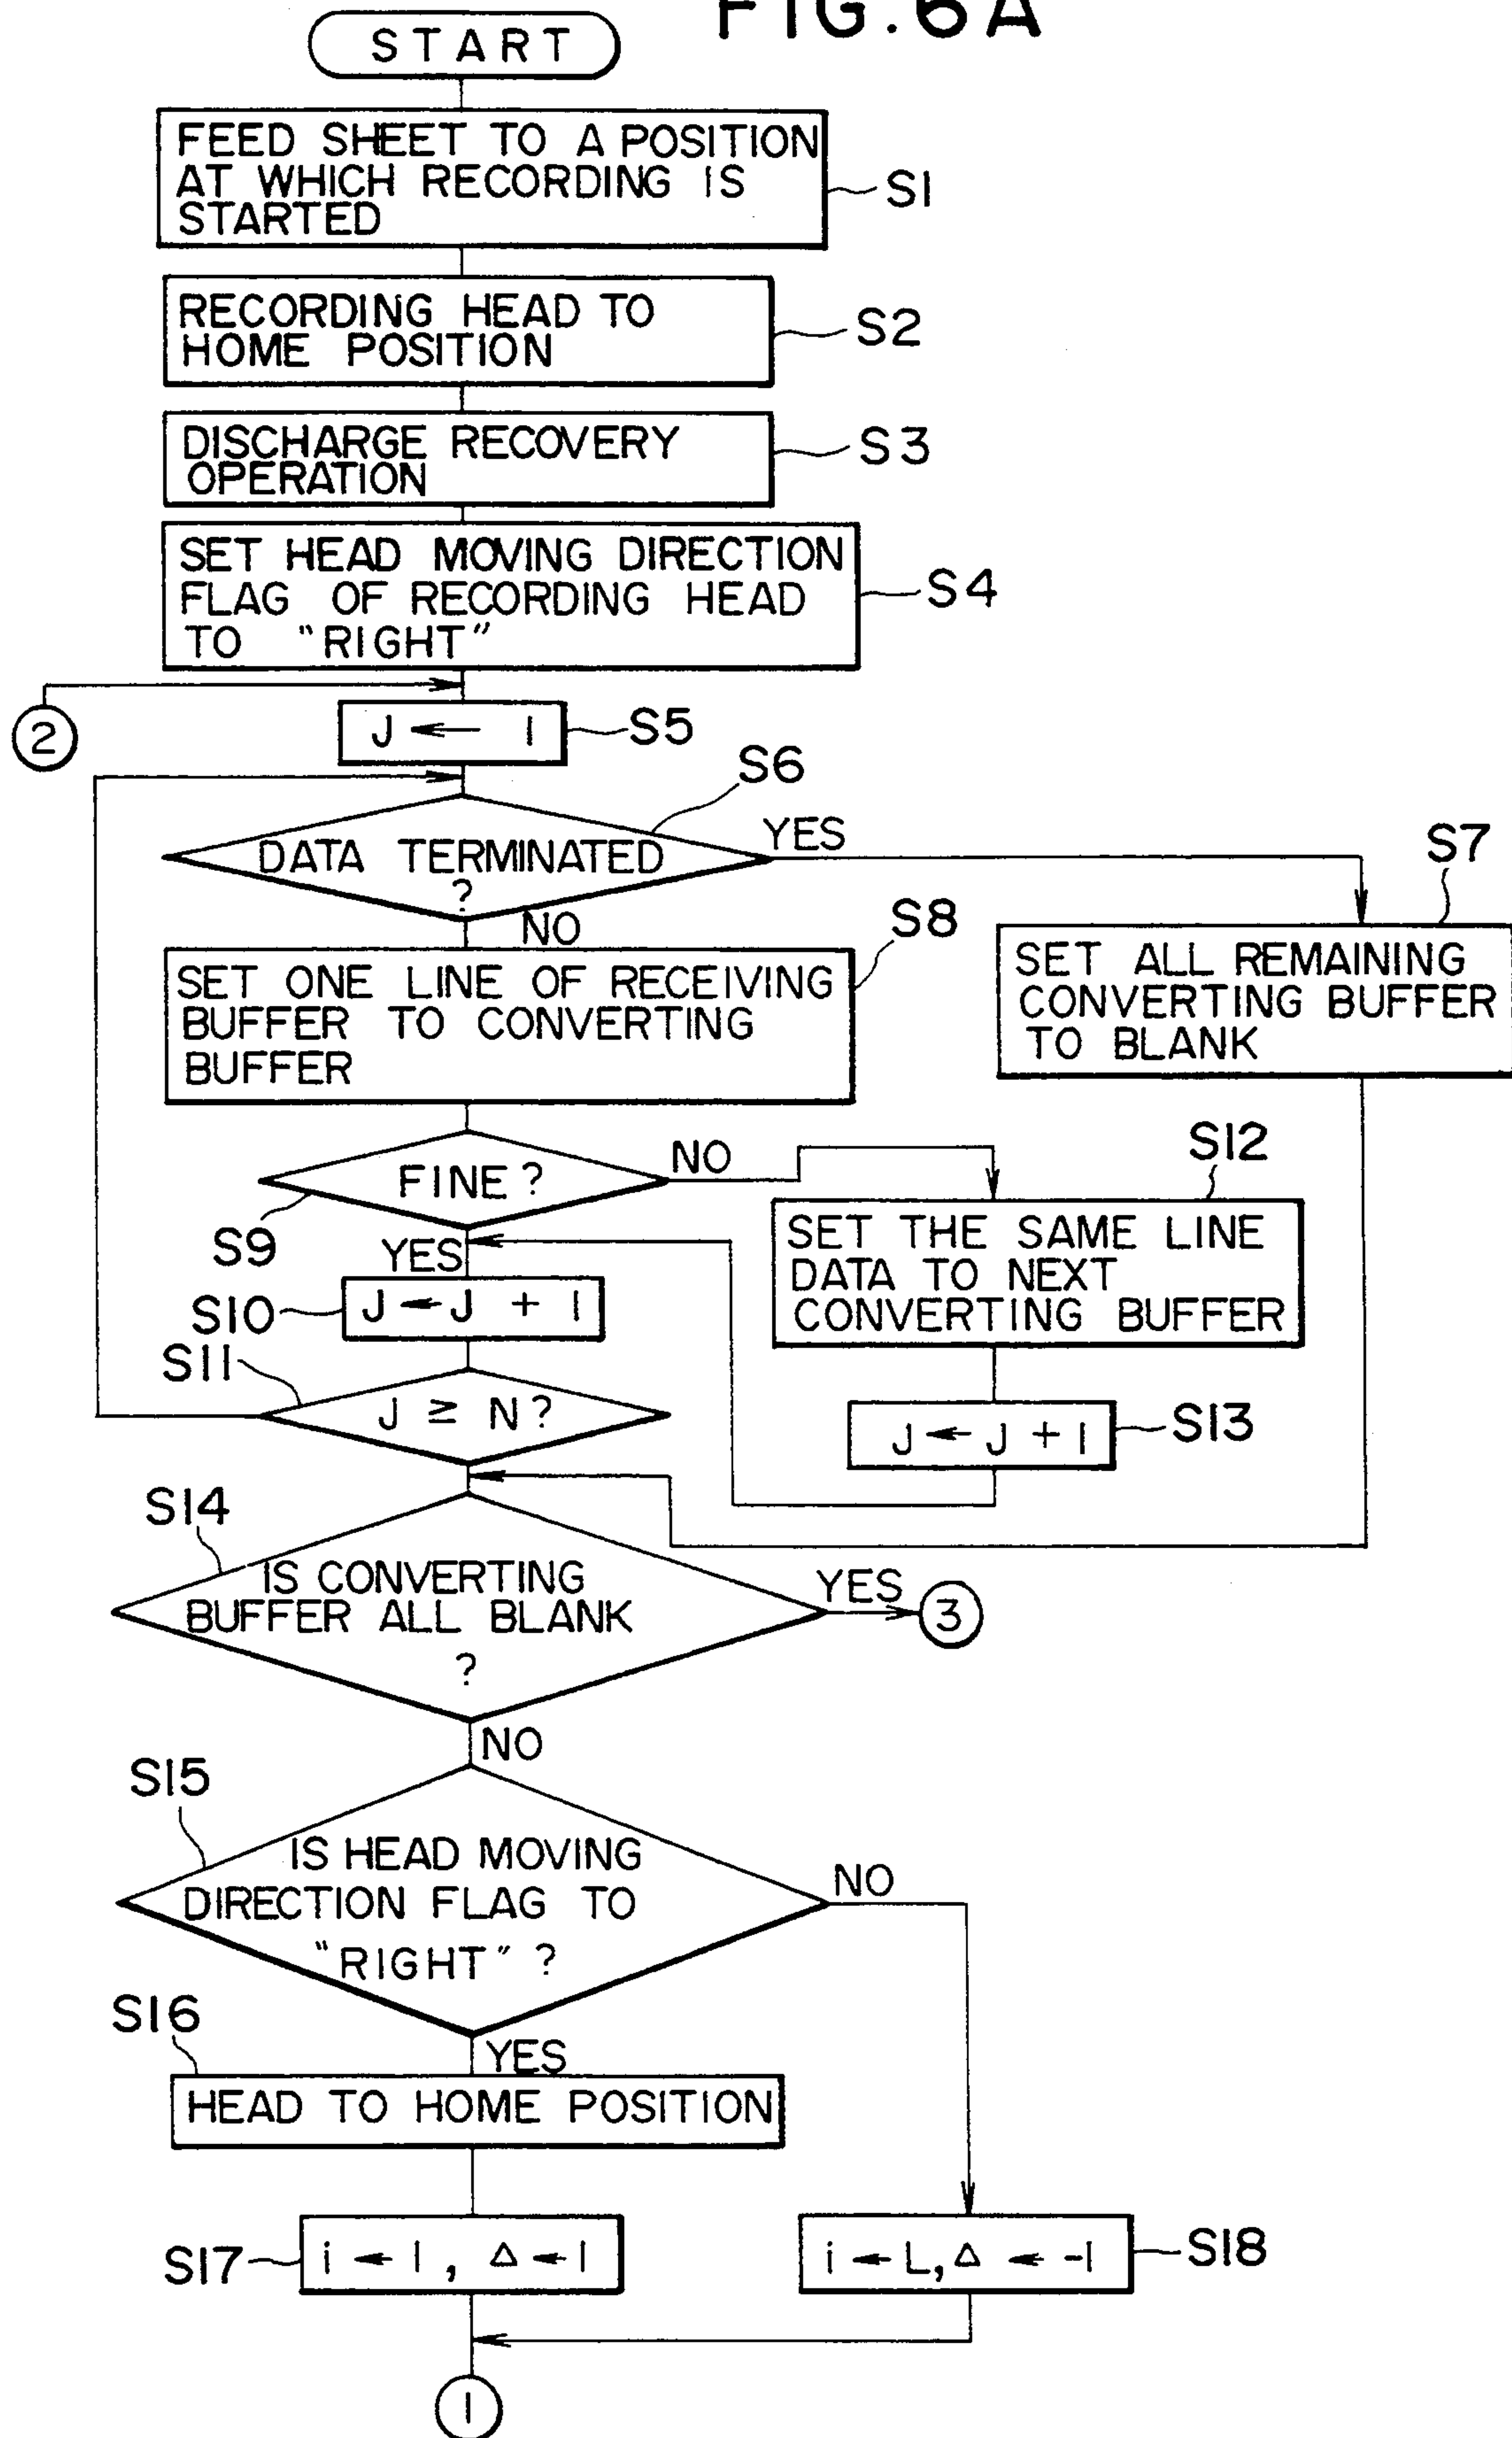 FIG.6A
START
FEED SHEET TO A POSITION
AT WHICH RECORDING IS
STARTED
S1
RECORDING HEAD TO
HOME POSITION
S2
DISCHARGE RECOVERY
OPERATION
S3
SET HEAD MOVING DIRECTION
FLAG OF RECORDING HEAD
TO "RIGHT"
S4
2
J ← 1
S5
S6
DATA TERMINATED
?
YES
NO
S7
SET ALL REMAINING
CONVERTING BUFFER
TO BLANK
S8
SET ONE LINE OF RECEIVING
BUFFER TO CONVERTING
BUFFER
FINE?
NO
S9
YES
S12
SET THE SAME LINE
DATA TO NEXT
CONVERTING BUFFER
S10
J ← J + 1
S11
J ≥ N?
J ← J + 1
S13
S14
IS CONVERTING
BUFFER ALL BLANK
?
YES
3
NO
S15
IS HEAD MOVING
DIRECTION FLAG TO
"RIGHT" ?
NO
S16
YES
HEAD TO HOME POSITION
S17
i ← 1, Δ ← 1
i ← L, Δ ← -1
S18
1